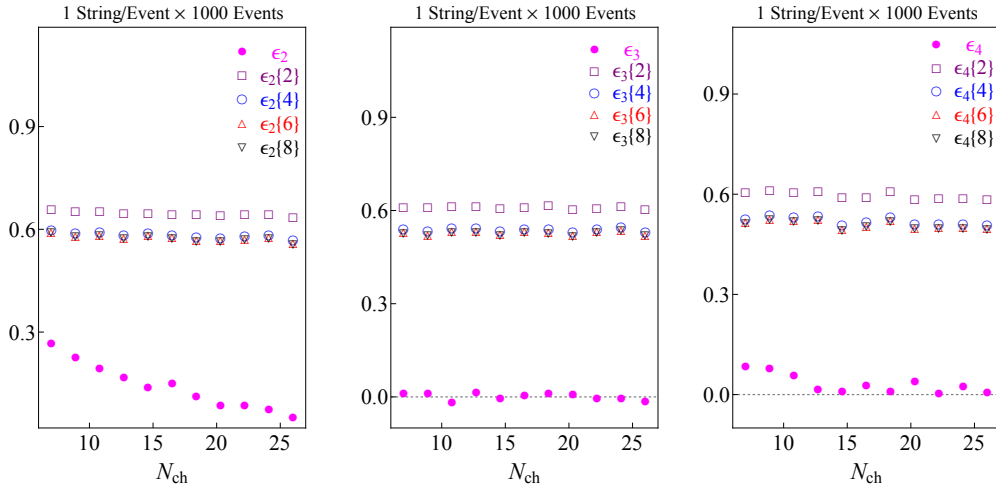 1 String/Event × 1000 Events
ϵ2
ϵ2{2}
ϵ2{4}
ϵ2{6}
ϵ2{8}
0.9
0.6
0.3
10 15 20 25
Nch
1 String/Event × 1000 Events
ϵ3
ϵ3{2}
ϵ3{4}
ϵ3{6}
ϵ3{8}
0.9
0.6
0.3
0.0
10 15 20 25
Nch
1 String/Event × 1000 Events
ϵ4
ϵ4{2}
ϵ4{4}
ϵ4{6}
ϵ4{8}
0.9
0.6
0.3
0.0
10 15 20 25
Nch